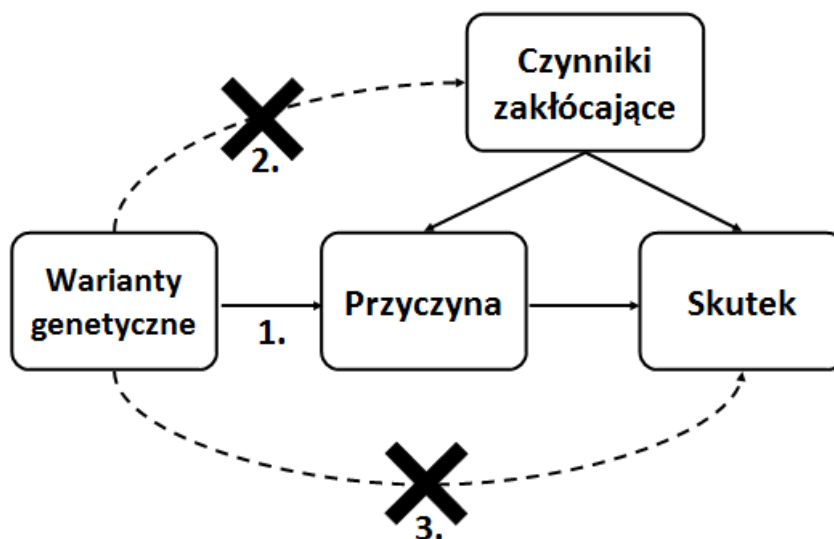 Czynniki
zakłócające
2.
Warianty
genetyczne
1.
Przyczyna
Skutek
3.